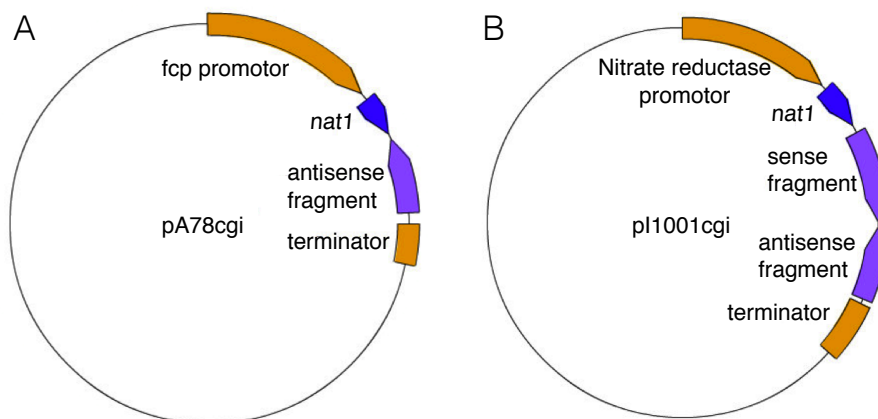 A
fcp promotor
nat1
antisense
fragment
pA78cgi
terminator
B
Nitrate reductase
promotor
nat1
sense
fragment
pI1001cgi
antisense
fragment
terminator